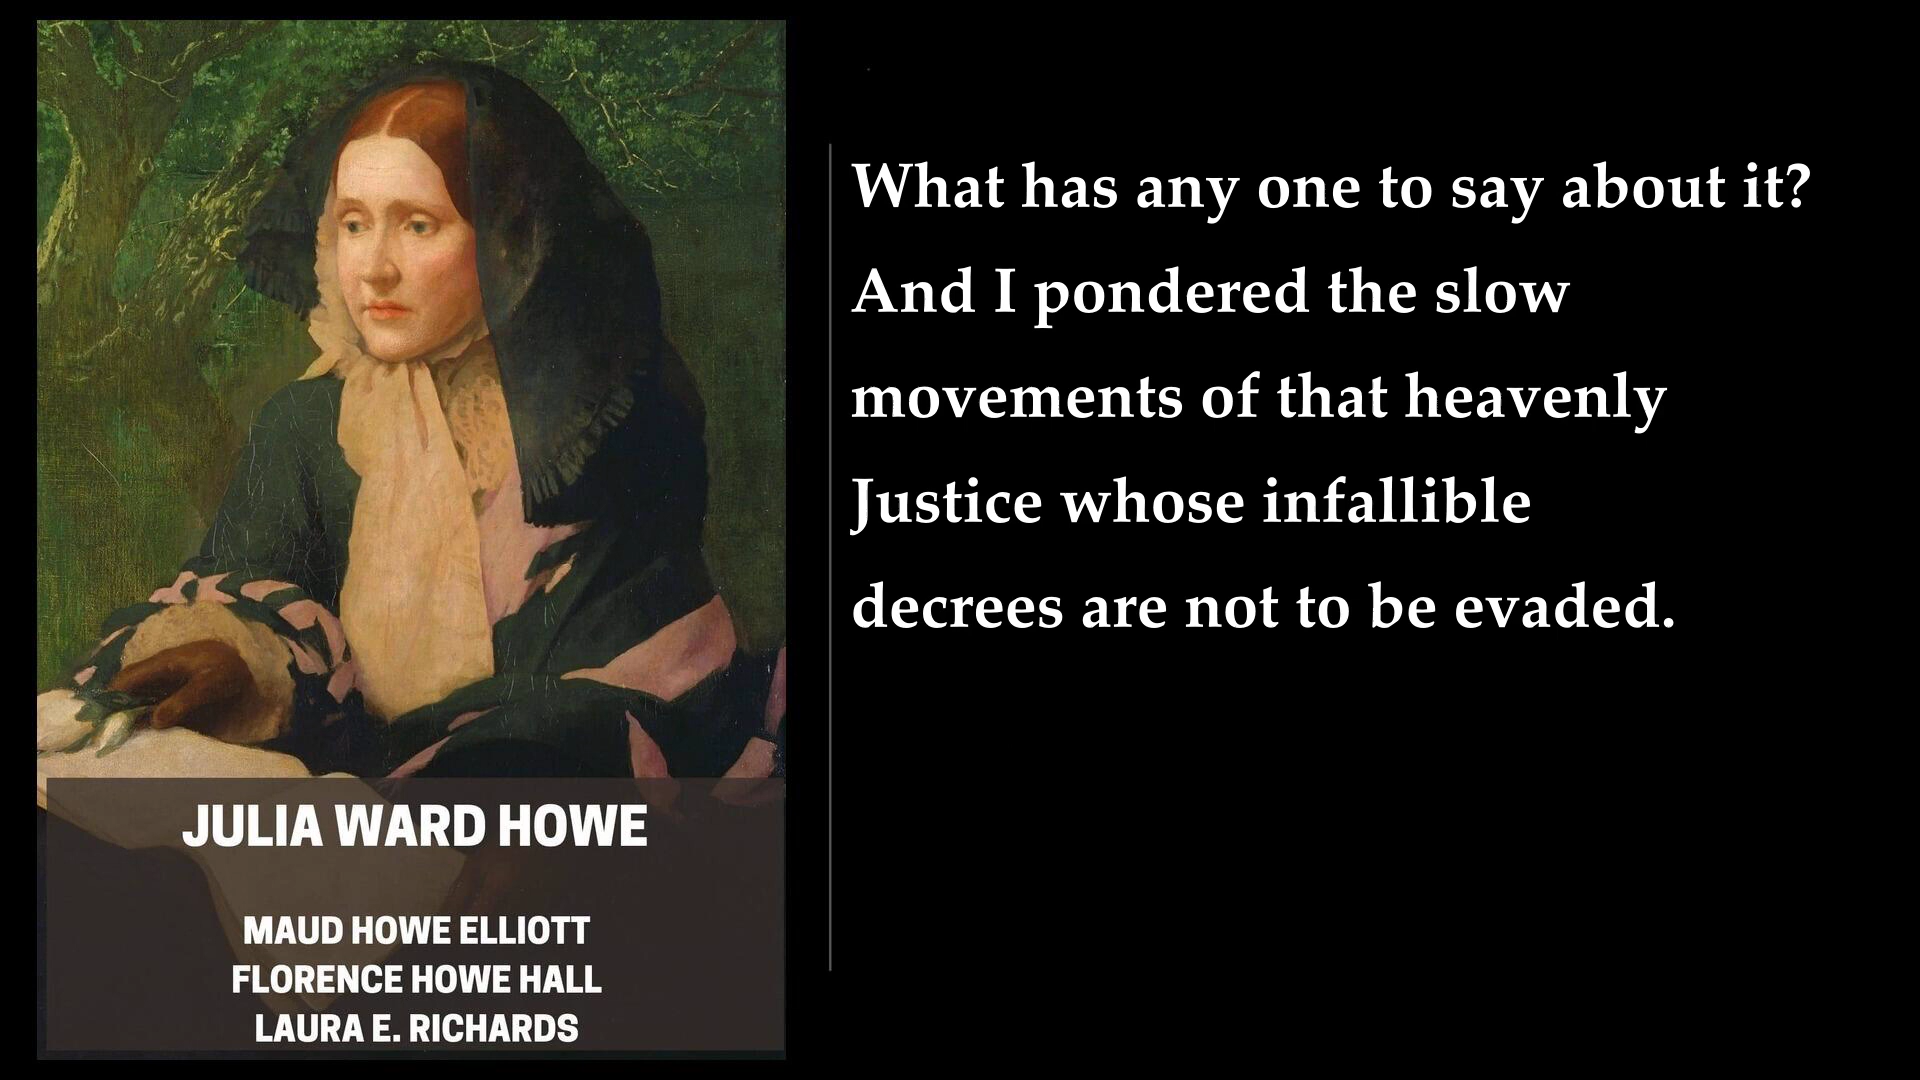 JULIA WARD HOWE
MAUD HOWE ELLIOTT
FLORENCE HOWE HALL
LAURA E. RICHARDS
What has any one to say about it?
And I pondered the slow
movements of that heavenly
Justice whose infallible
decrees are not to be evaded.